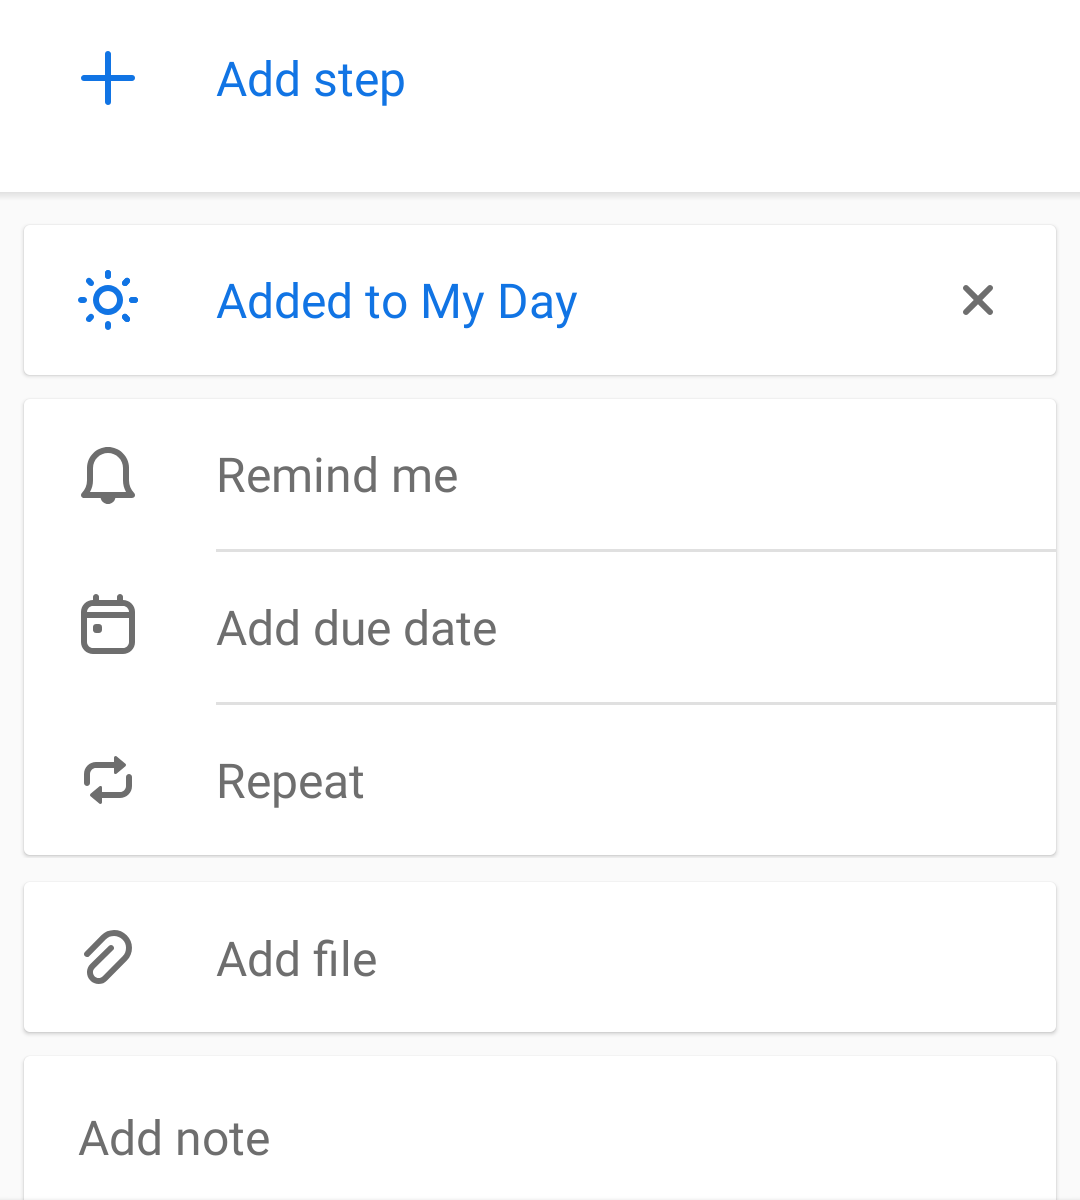 Add step
Added to My Day
Remind me
Add due date
Repeat
Add file
Add note